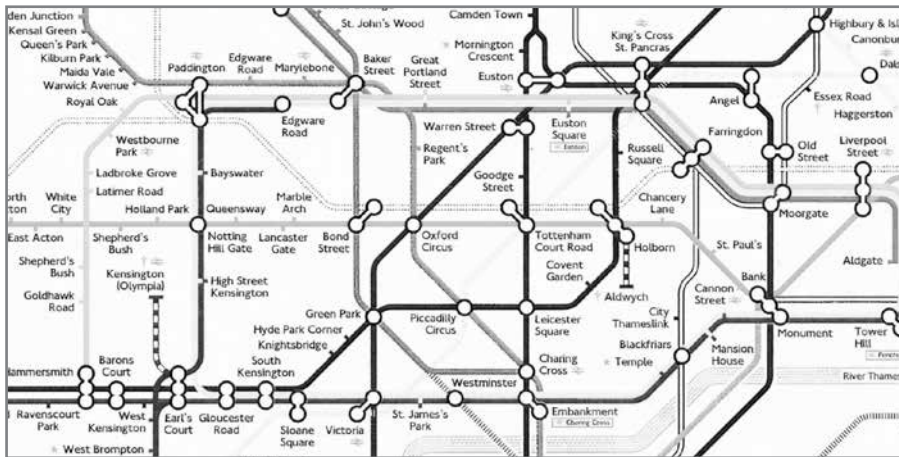 den Junction
Kensal Green
Queen's Park
Kilburn Park
Maida Vale
Warwick Avenue
Royal Oak
Paddington
Edgware
Road
Marylebone
St. John's Wood
Baker
Street
Great
Portland
Street
Camden Town
Mornington
Crescent
Euston
King's Cross
St. Pancras
Highbury & Isl
Canonbur
Dals
Angel
Essex Road
Haggerston
Edgware
Road
Warren Street
Euston
Square
Euston
Farringdon
Old
Street
Liverpool
Street
Westbourne
Park
Regent's
Park
Goodge
Street
Russell
Square
Ladbroke Grove
Latimer Road
Bayswater
Chancery
Lane
Moorgate
orth
cton
White
City
Holland Park
Queensway
Marble
Arch
East Acton
Shepherd's
Bush
Notting
Hill Gate
Lancaster
Gate
Bond
Street
Oxford
Circus
Tottenham
Court Road
Holborn
St. Paul's
Aldgate
Shepherd's
Bush
Kensington
(Olympia)
Goldhawk
Road
High Street
Kensington
Covent
Garden
Aldwych
Bank
Cannon
Street
Green Park
Piccadilly
Circus
Leicester
Square
City
Thameslink
Monument
Tower
Hill
Hyde Park Corner
Knightsbridge
Blackfriars
Temple
Mansion
House
Charing
Cross
River Thames
Hammersmith
Barons
Court
South
Kensington
Westminster
Ravenscourt
Park
West
Kensington
Earl's
Court
Gloucester
Road
Sloane
Square
Victoria
St. James's
Park
Embankment
Charing Cross
West Brompton